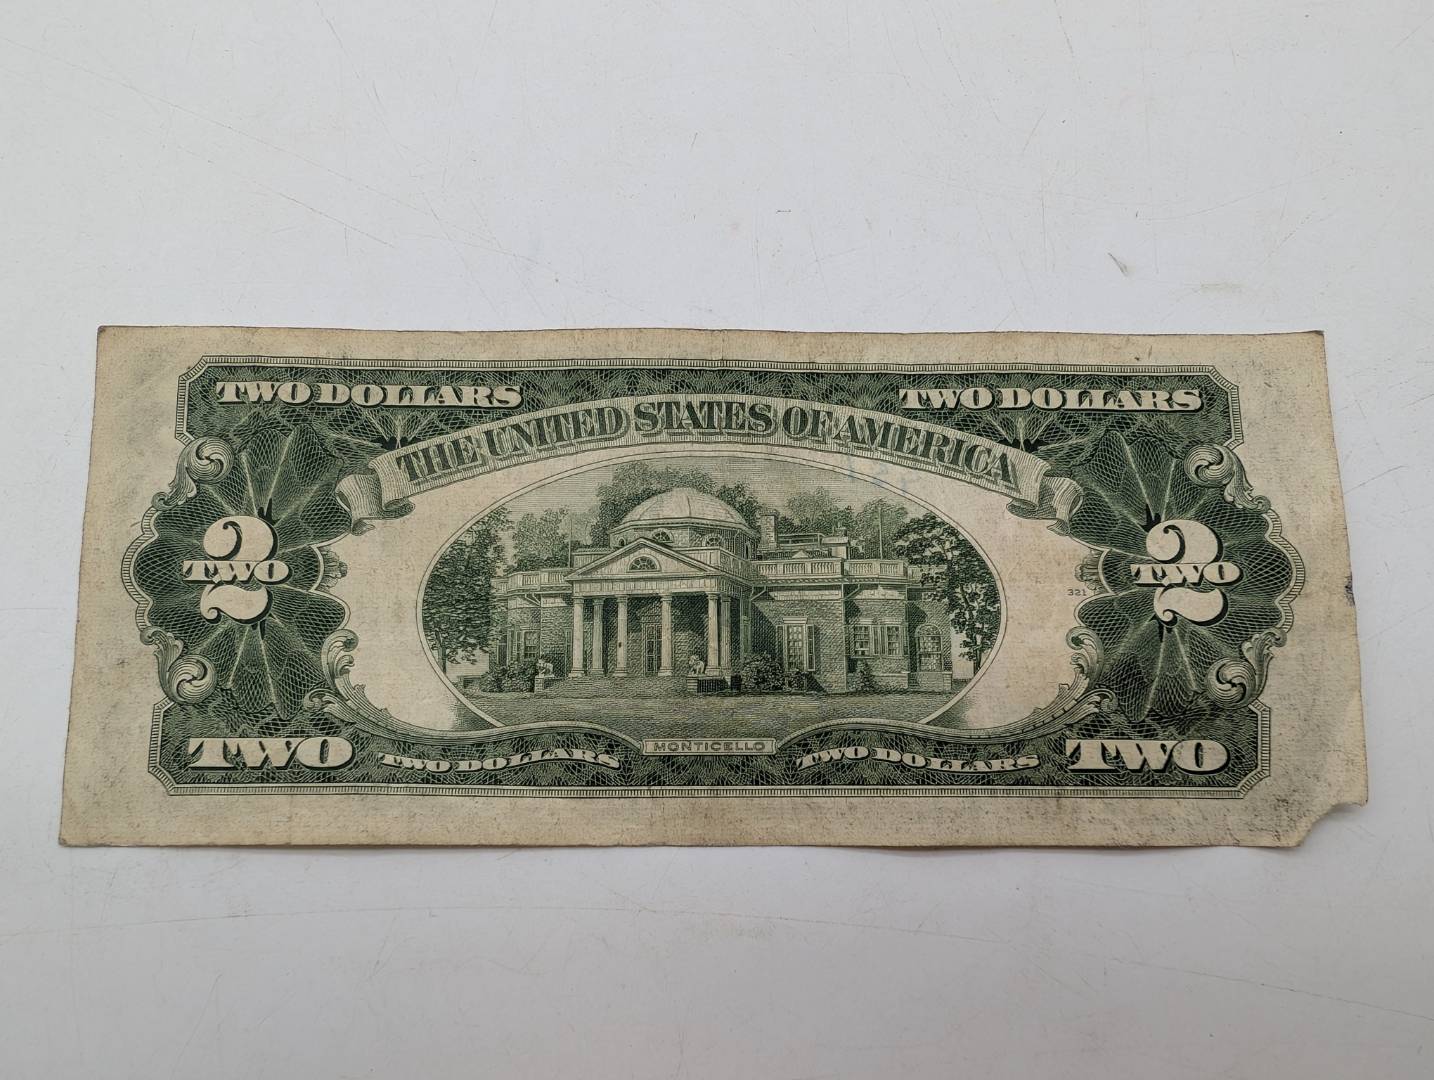 TWO DOLLARS TWO DOLLARS
THE UNITED STATES OF AMERICA
2 TWO 2 TWO
321
MONTICELLO
TWO TWO DOLLARS TWO DOLLARS TWO